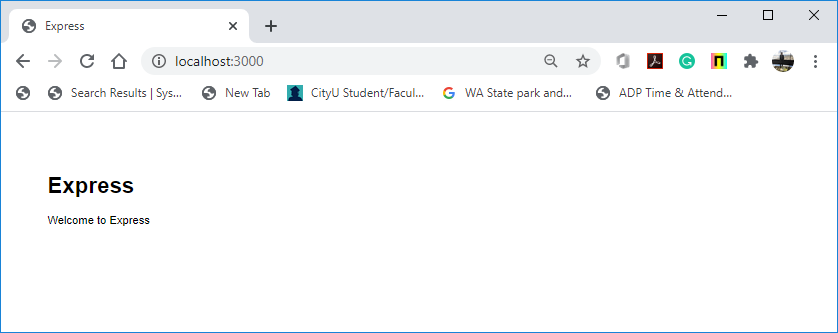 Express
localhost:3000
Search Results | Sys...
New Tab
CityU Student/Facul...
WA State park and...
ADP Time & Attend...
Express
Welcome to Express